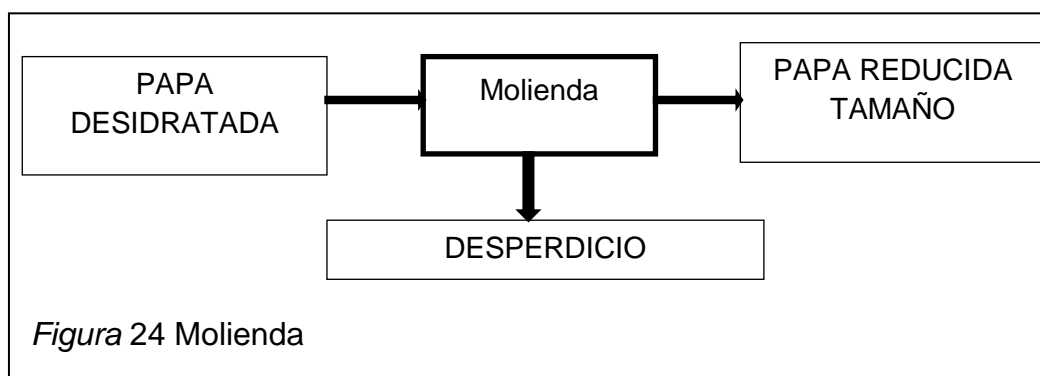 PAPA
DESIDRATADA
Molienda
PAPA REDUCIDA
TAMAÑO
DESPERDICIO
Figura 24 Molienda